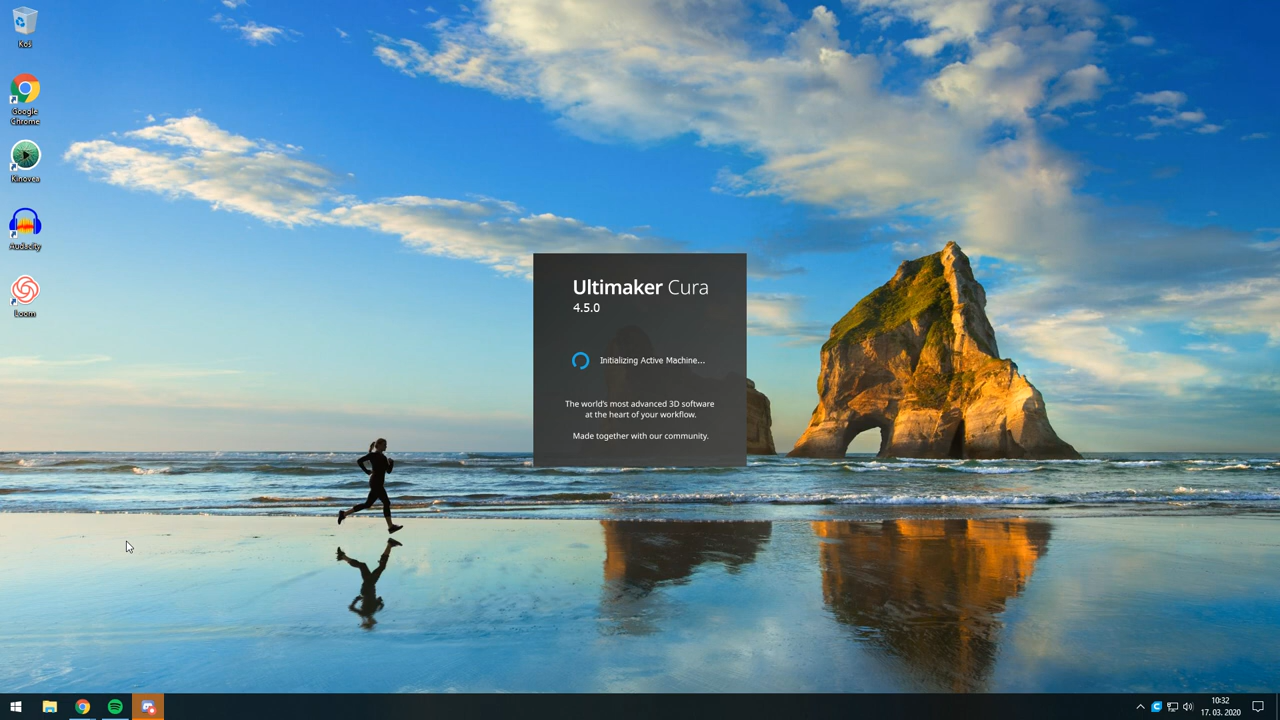 Koš
Google
Chrome
Kinovea
Audacity
Loom
Ultimaker Cura
4.5.0
Initializing Active Machine...
The world's most advanced 3D software
at the heart of your workflow.
Made together with our community.
10:32
17. 03. 2020